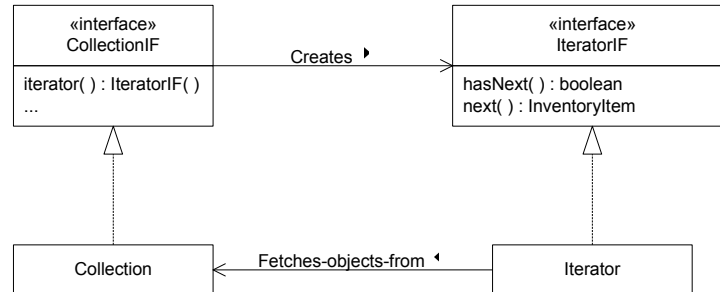 «interface»
CollectionIF
iterator( ) : IteratorIF( )
...
Creates
«interface»
IteratorIF
hasNext( ) : boolean
next() : InventoryItem
Collection
Fetches-objects-from
Iterator